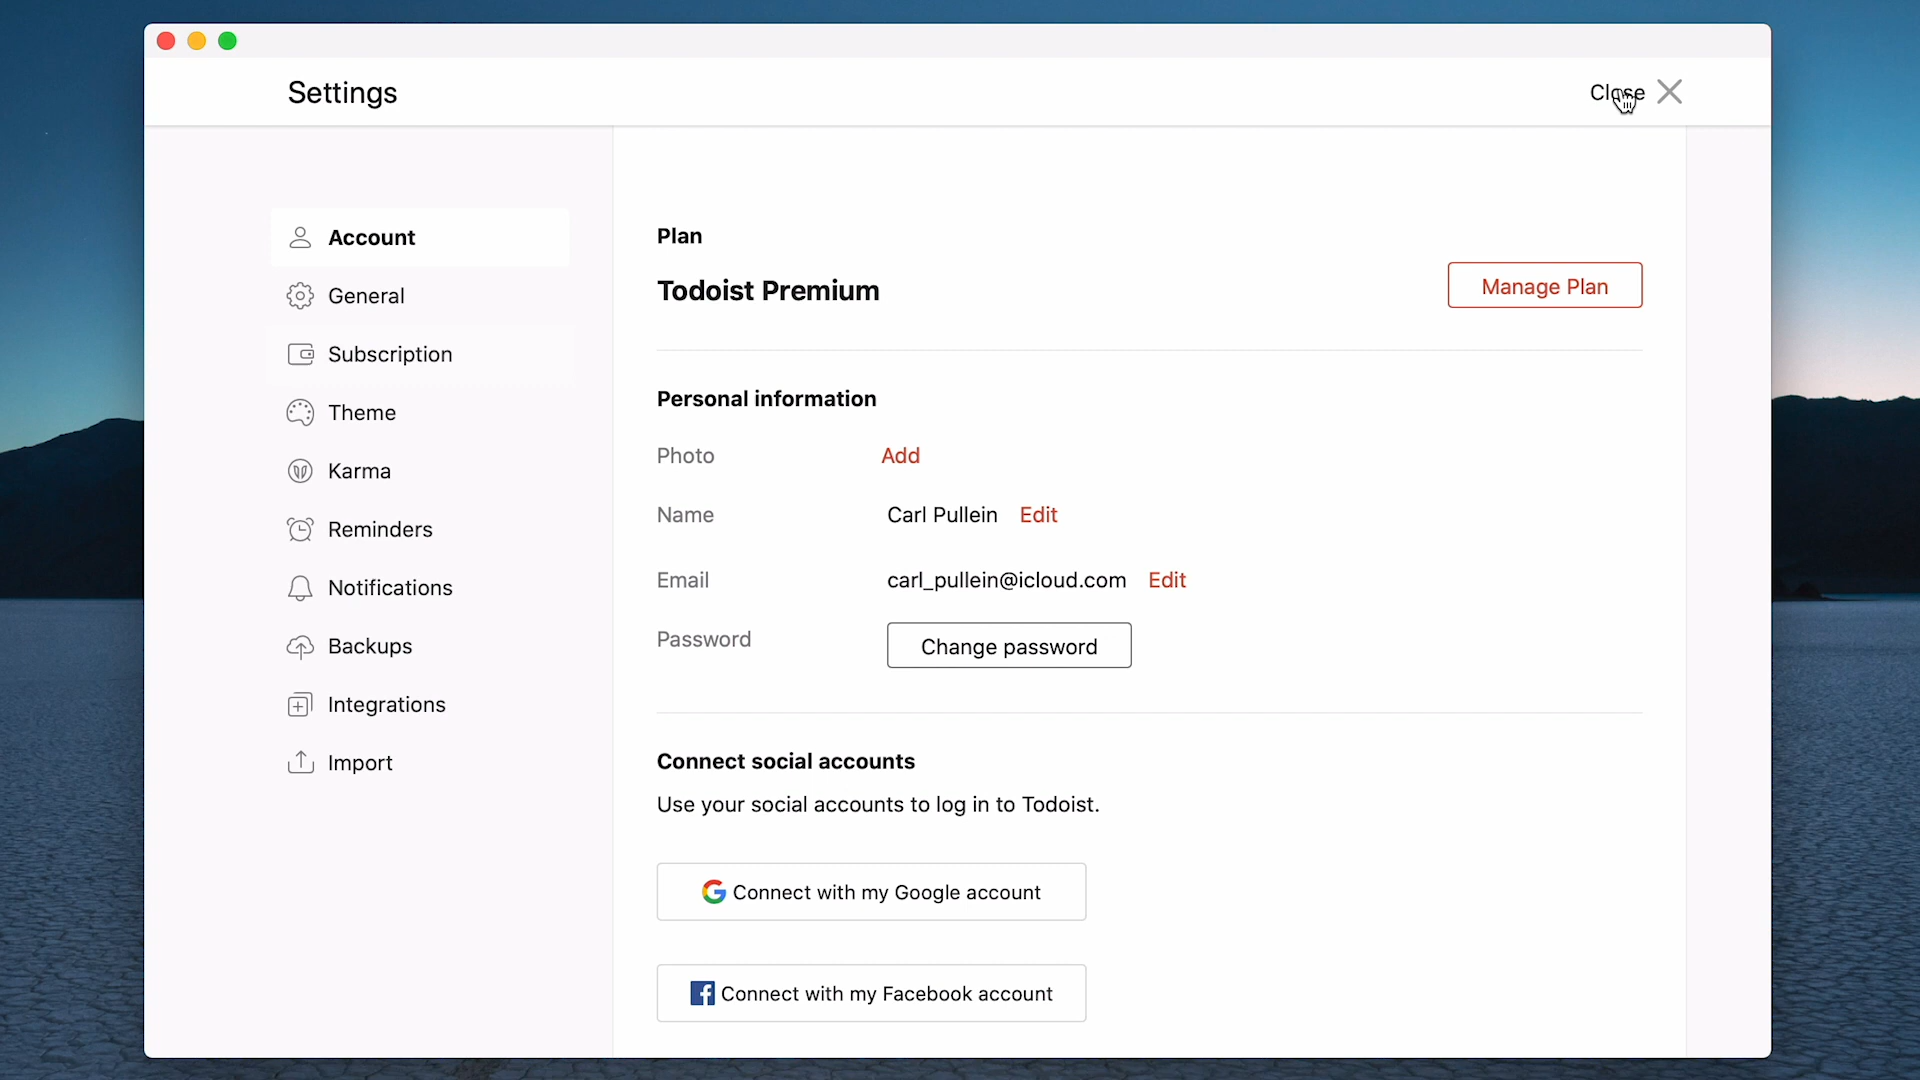 Settings
Close
Account
General
Subscription
Theme
Karma
Reminders
Notifications
Backups
Integrations
Import
Plan
Todoist Premium
Manage Plan
Personal information
Photo Add
Name Carl Pullein Edit
Email carl_pullein@icloud.com Edit
Password Change password
Connect social accounts
Use your social accounts to log in to Todoist.
Connect with my Google account
Connect with my Facebook account